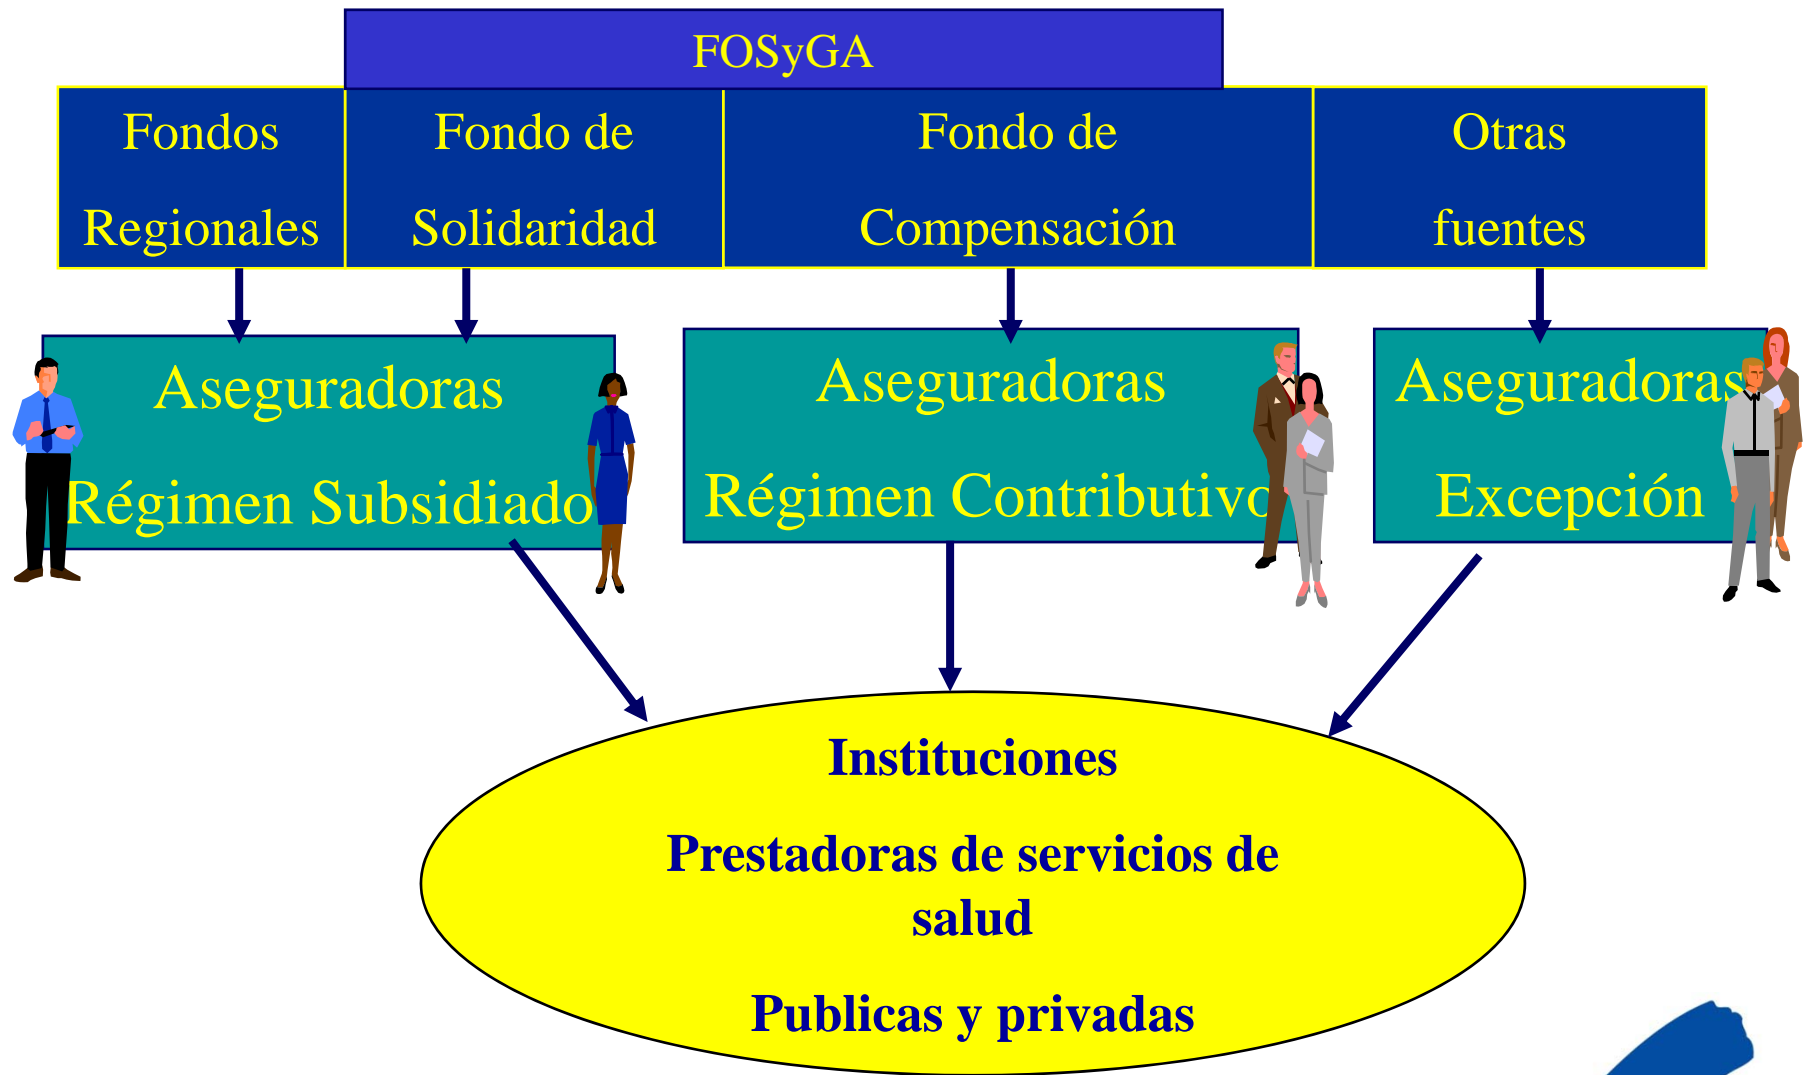 FOSyGA
Fondos
Regionales
Fondo de
Solidaridad
Fondo de
Compensación
Otras
fuentes
Aseguradoras
Régimen Subsidiado
Aseguradoras
Régimen Contributivo
Aseguradoras
Excepción
Instituciones
Prestadoras de servicios de
salud
Publicas y privadas